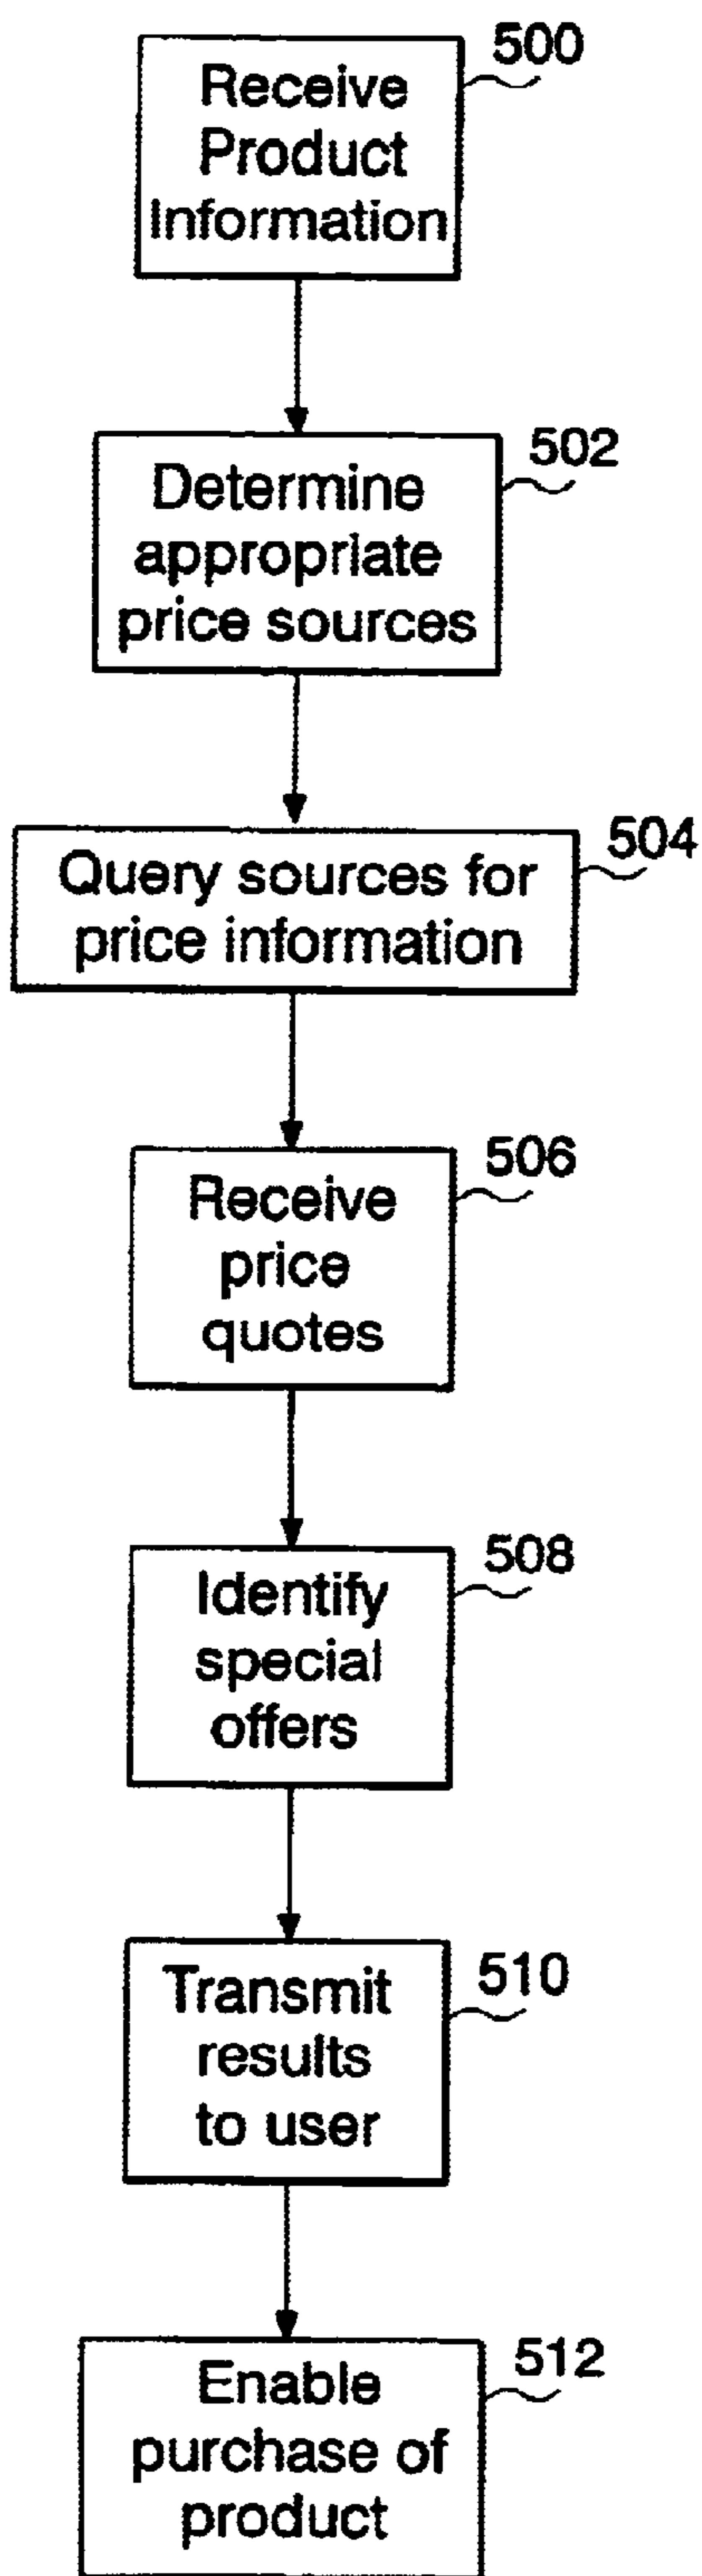 500
Receive
Product
Information
502
Determine
appropriate
price sources
504
Query sources for
price information
506
Receive
price
quotes
508
Identify
special
offers
510
Transmit
results
to user
512
Enable
purchase of
product